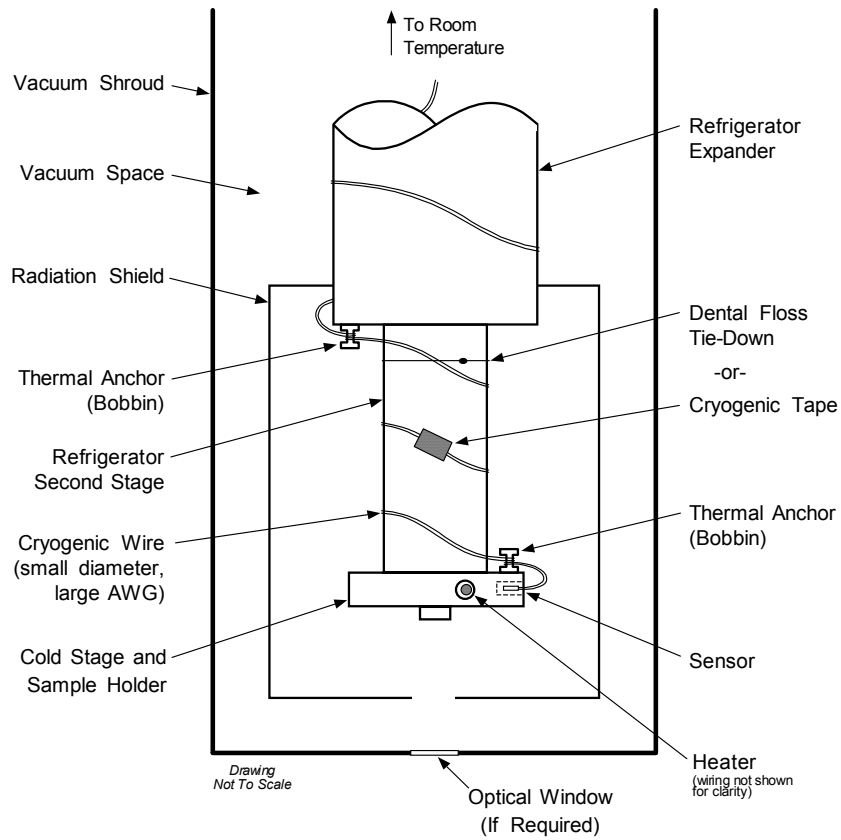 To Room
Temperature
Vacuum Shroud
Vacuum Space
Radiation Shield
Thermal Anchor
(Bobbin)
Refrigerator
Second Stage
Cryogenic Wire
(small diameter,
large AWG)
Cold Stage and
Sample Holder
Refrigerator
Expander
Dental Floss
Tie-Down
-or-
Cryogenic Tape
Thermal Anchor
(Bobbin)
Sensor
Heater
(wiring not shown
for clarity)
Drawing
Not To Scale
Optical Window
(If Required)